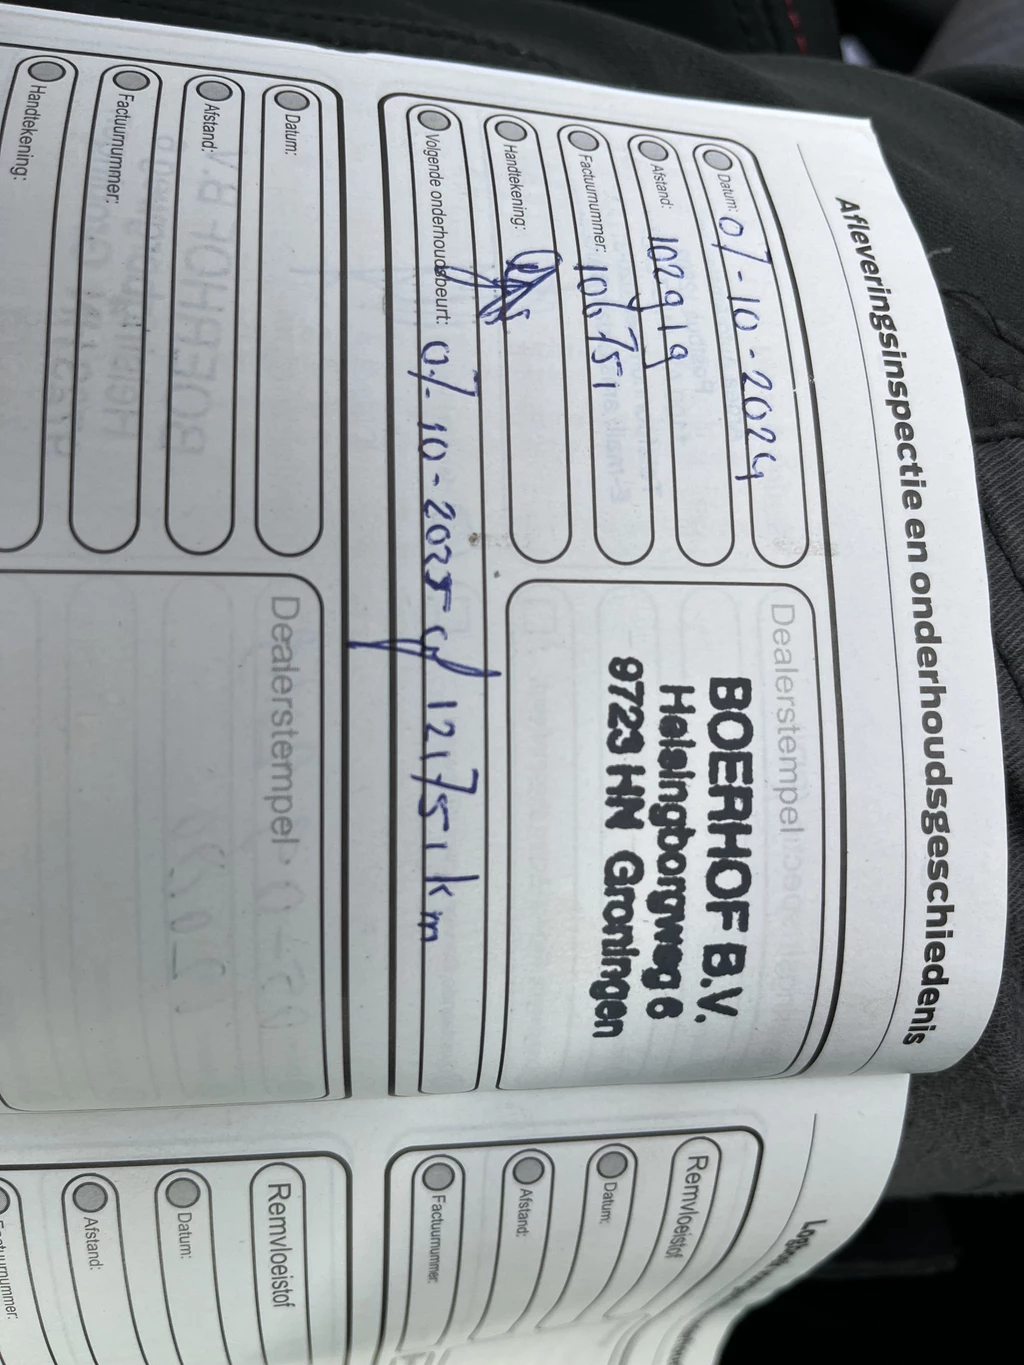 Afleveringsinspectie en onderhoudsgeschiedenis
Datum: 07-10-2024
Afstand: 102919
Factuurnummer: 106751
Handtekening:
Volgende onderhoudsbeurt: 07-10-2025 of 121751 km
Dealerstempel
BOERHOF B.V.
Helsingborgweg 6
9723 HN Groningen
Datum:
Afstand:
Factuurnummer:
Handtekening:
Dealerstempel
Remvloeistof
Datum:
Afstand:
Factuurnummer:
Remvloeistof
Datum:
Afstand:
Factuurnummer: